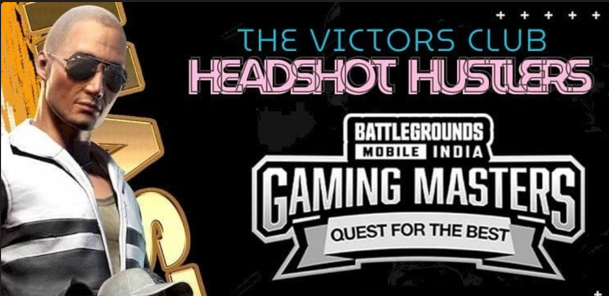 THE VICTORS CLUB
HEADSHOT HUSTLERS
BATTLEGROUNDS
MOBILE INDIA
GAMING MASTERS
QUEST FOR THE BEST